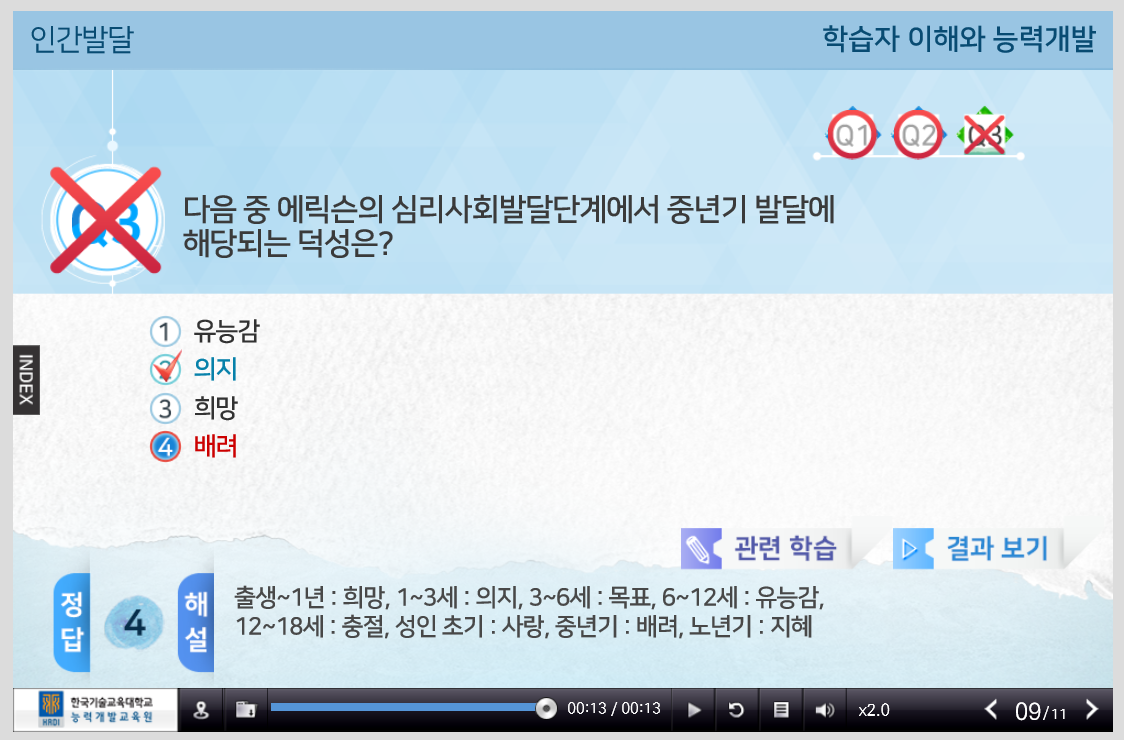 인간발달
학습자 이해와 능력개발
Q1 Q2 Q3
Q3
다음 중 에릭슨의 심리사회발달단계에서 중년기 발달에
해당되는 덕성은?
1 유능감
2 의지
3 희망
4 배려
INDEX
관련 학습
결과 보기
정답
4
해설
출생~1년 : 희망, 1~3세 : 의지, 3~6세 : 목표, 6~12세 : 유능감,
12~18세 : 충절, 성인 초기 : 사랑, 중년기 : 배려, 노년기 : 지혜
HRDI
한국기술교육대학교
능력개발교육원
00:13 / 00:13
x2.0
09/11